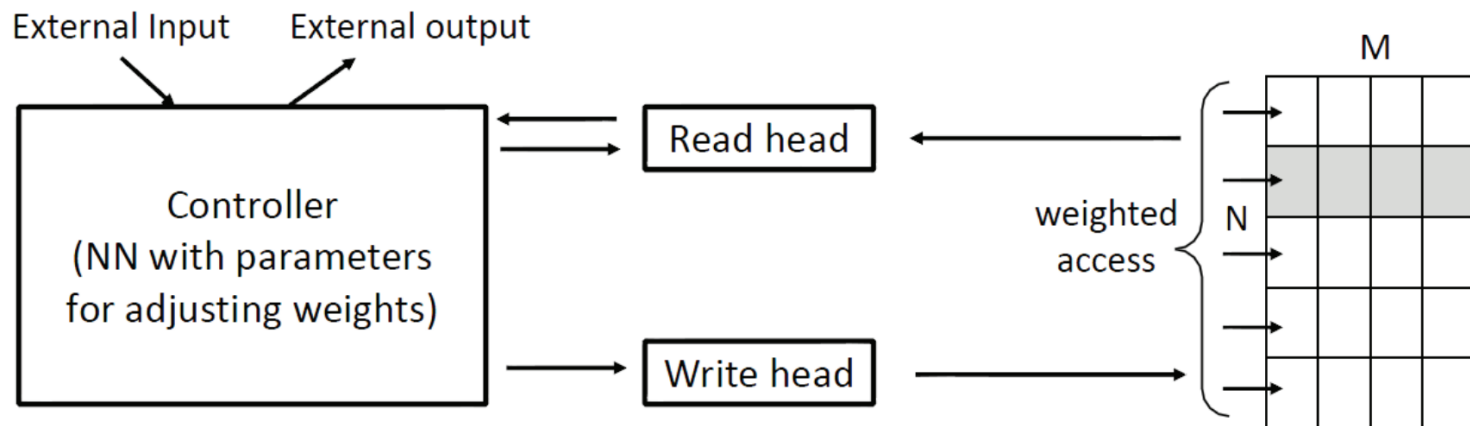 External Input
External output
M
Read head
Controller
(NN with parameters
for adjusting weights)
weighted
access
N
Write head